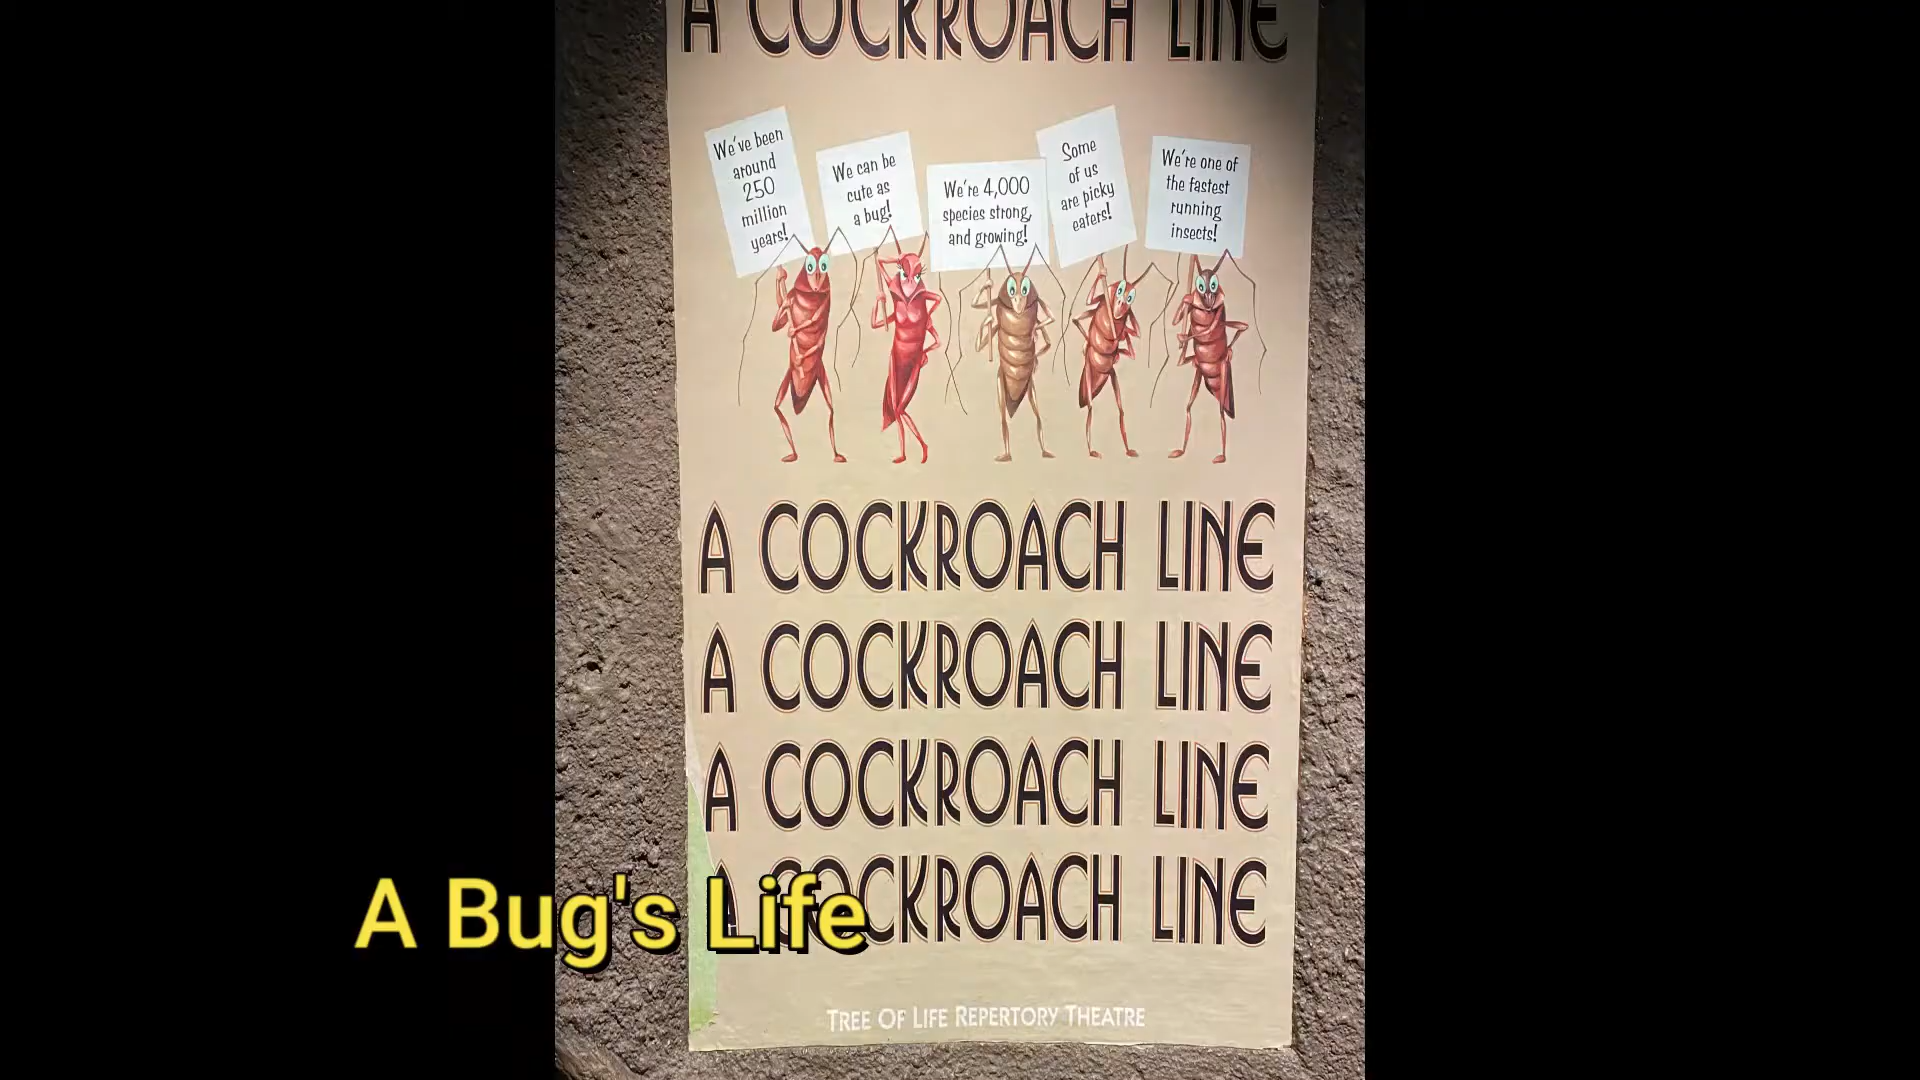 A COCKROACH LINE
We've been
around
250
million
years!
We can be
cute as
a bug!
We're 4,000
species strong,
and growing!
Some
of us
are picky
eaters!
We're one of
the fastest
running
insects!
A COCKROACH LINE
A COCKROACH LINE
A COCKROACH LINE
A COCKROACH LINE
A Bug's Life
TREE OF LIFE REPERTORY THEATRE